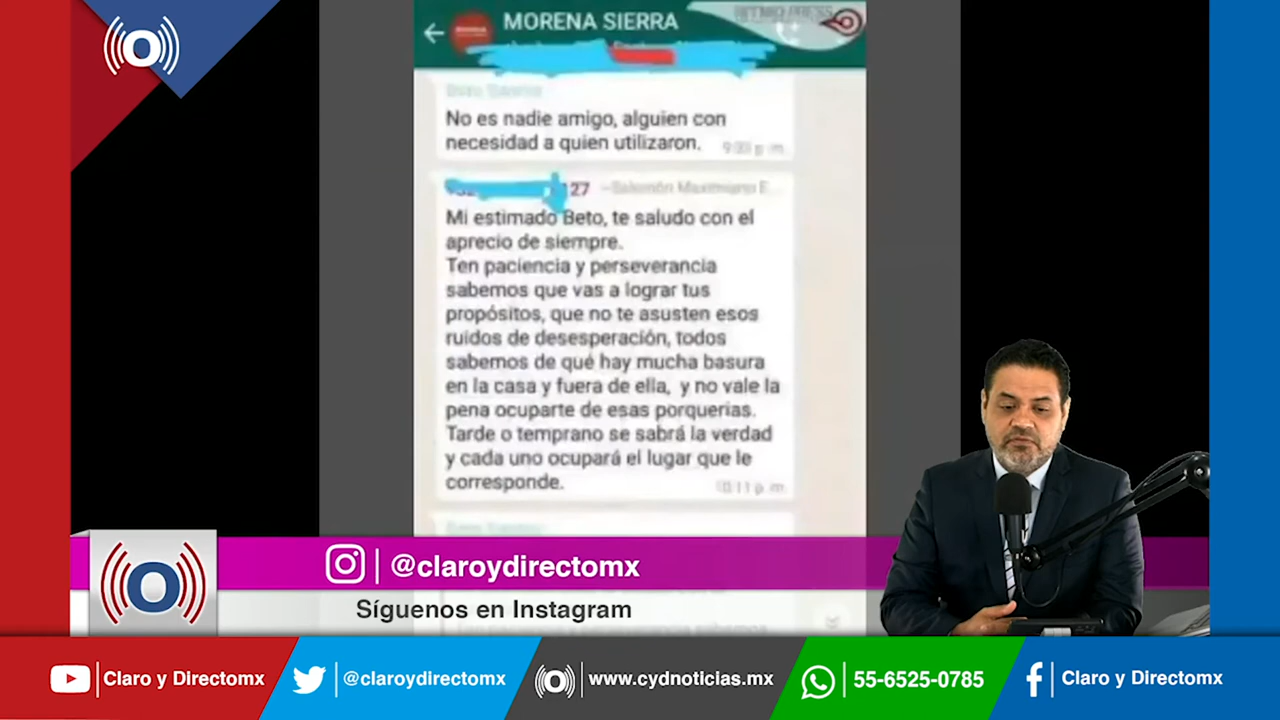 MORENA SIERRA
No es nadie amigo, alguien con
necesidad a quien utilizaron.
127
Mi estimado Beto, te saludo con el
aprecio de siempre.
Ten paciencia y perseverancia
sabemos que vas a lograr tus
propósitos, que no te asusten esos
ruidos de desesperación, todos
sabemos de qué hay mucha basura
en la casa y fuera de ella, y no vale la
pena ocuparte de esas porquerias.
Tarde o temprano se sabrá la verdad
y cada uno ocupará el lugar que le
corresponde.
10:11 p. m.
@claroydirectomx
Síguenos en Instagram
Claro y Directomx
@claroydirectomx
www.cydnoticias.mx
55-6525-0785
Claro y Directomx